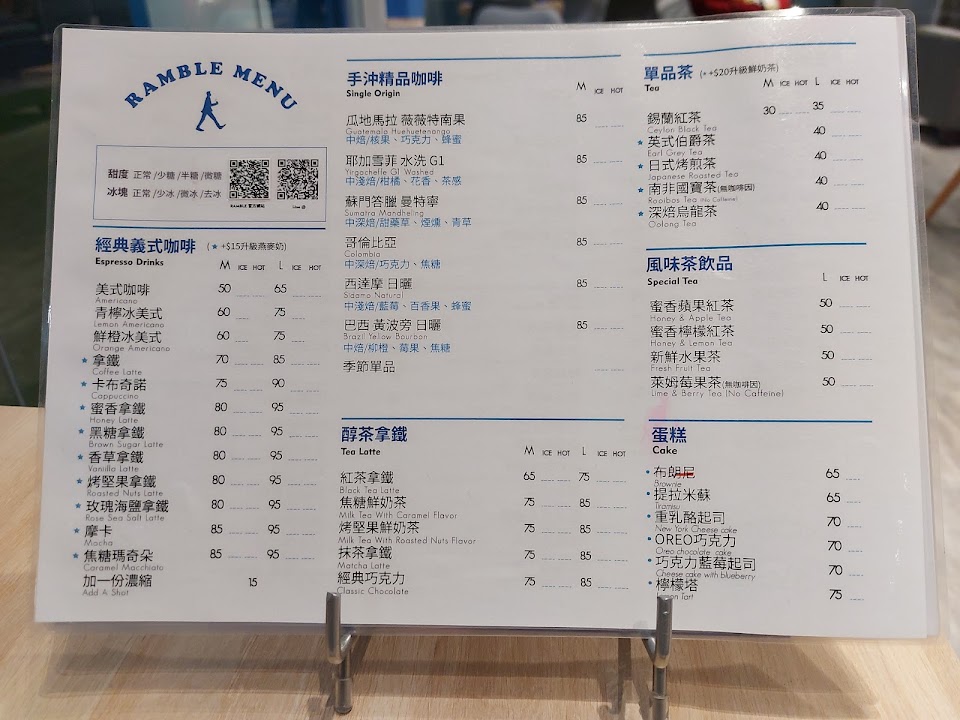 RAMBLE MENU
甜度 正常/少糖/半糖/微糖
冰塊 正常/少冰/微冰/去冰
經典義式咖啡 (★ +$15升級燕麥奶)
Espresso Drinks M ICE HOT L ICE HOT
美式咖啡 50 65
Americano
青檸冰美式 60 75
Lemon Americano
鮮橙冰美式 60 75
Orange Americano
★ 拿鐵 70 85
Coffee Latte
★ 卡布奇諾 75 90
Cappuccino
★ 蜜香拿鐵 80 95
Honey Latte
★ 黑糖拿鐵 80 95
Brown Sugar Latte
★ 香草拿鐵 80 95
Vanilla Latte
★ 烤堅果拿鐵 80 95
Roasted Nuts Latte
★ 玫瑰海鹽拿鐵 80 95
Rose Sea Salt Latte
★ 摩卡 85 95
Mocha
★ 焦糖瑪奇朵 85 95
Caramel Macchiato
加一份濃縮 15
Add A Shot
手沖精品咖啡
Single Origin M ICE HOT
瓜地馬拉 薇薇特南果 85
Guatemala Huehuetenango
中焙/核果、巧克力、蜂蜜
耶加雪菲 水洗 G1 85
Yirgacheffe G1 Washed
中淺焙/柑橘、花香、茶感
蘇門答臘 曼特寧 85
Sumatra Mandheling
中深焙/甜藥草、煙燻、青草
哥倫比亞 85
Colombia
中深焙/巧克力、焦糖
西達摩 日曬 85
Sidamo Natural
中淺焙/藍莓、百香果、蜂蜜
巴西 黃波旁 日曬 85
Brazil Yellow Bourbon
中焙/柳橙、莓果、焦糖
季節單品
醇茶拿鐵
Tea Latte M ICE HOT L ICE HOT
紅茶拿鐵 65 75
Black Tea Latte
焦糖鮮奶茶 75 85
Milk Tea With Caramel Flavor
烤堅果鮮奶茶 75 85
Milk Tea With Roasted Nuts Flavor
抹茶拿鐵 75 85
Matcha Latte
經典巧克力 75 85
Classic Chocolate
單品茶 (★ +$20升級鮮奶茶)
Tea M ICE HOT L ICE HOT
錫蘭紅茶 30 35
Ceylon Black Tea
★ 英式伯爵茶 40
Earl Grey Tea
★ 日式烤煎茶 40
Japanese Roasted Tea
★ 南非國寶茶(無咖啡因) 40
Rooibos Tea (No Caffeine)
★ 深焙烏龍茶 40
Oolong Tea
風味茶飲品
Special Tea L ICE HOT
蜜香蘋果紅茶 50
Honey & Apple Tea
蜜香檸檬紅茶 50
Honey & Lemon Tea
新鮮水果茶 50
Fresh Fruit Tea
萊姆莓果茶(無咖啡因) 50
Lime & Berry Tea (No Caffeine)
蛋糕
Cake
• 布朗尼 65
Brownie
• 提拉米蘇 65
Tiramisu
• 重乳酪起司 70
New York Cheese cake
• OREO巧克力 70
Oreo chocolate cake
• 巧克力藍莓起司 70
Cheese cake with blueberry
• 檸檬塔 75
Lemon Tart